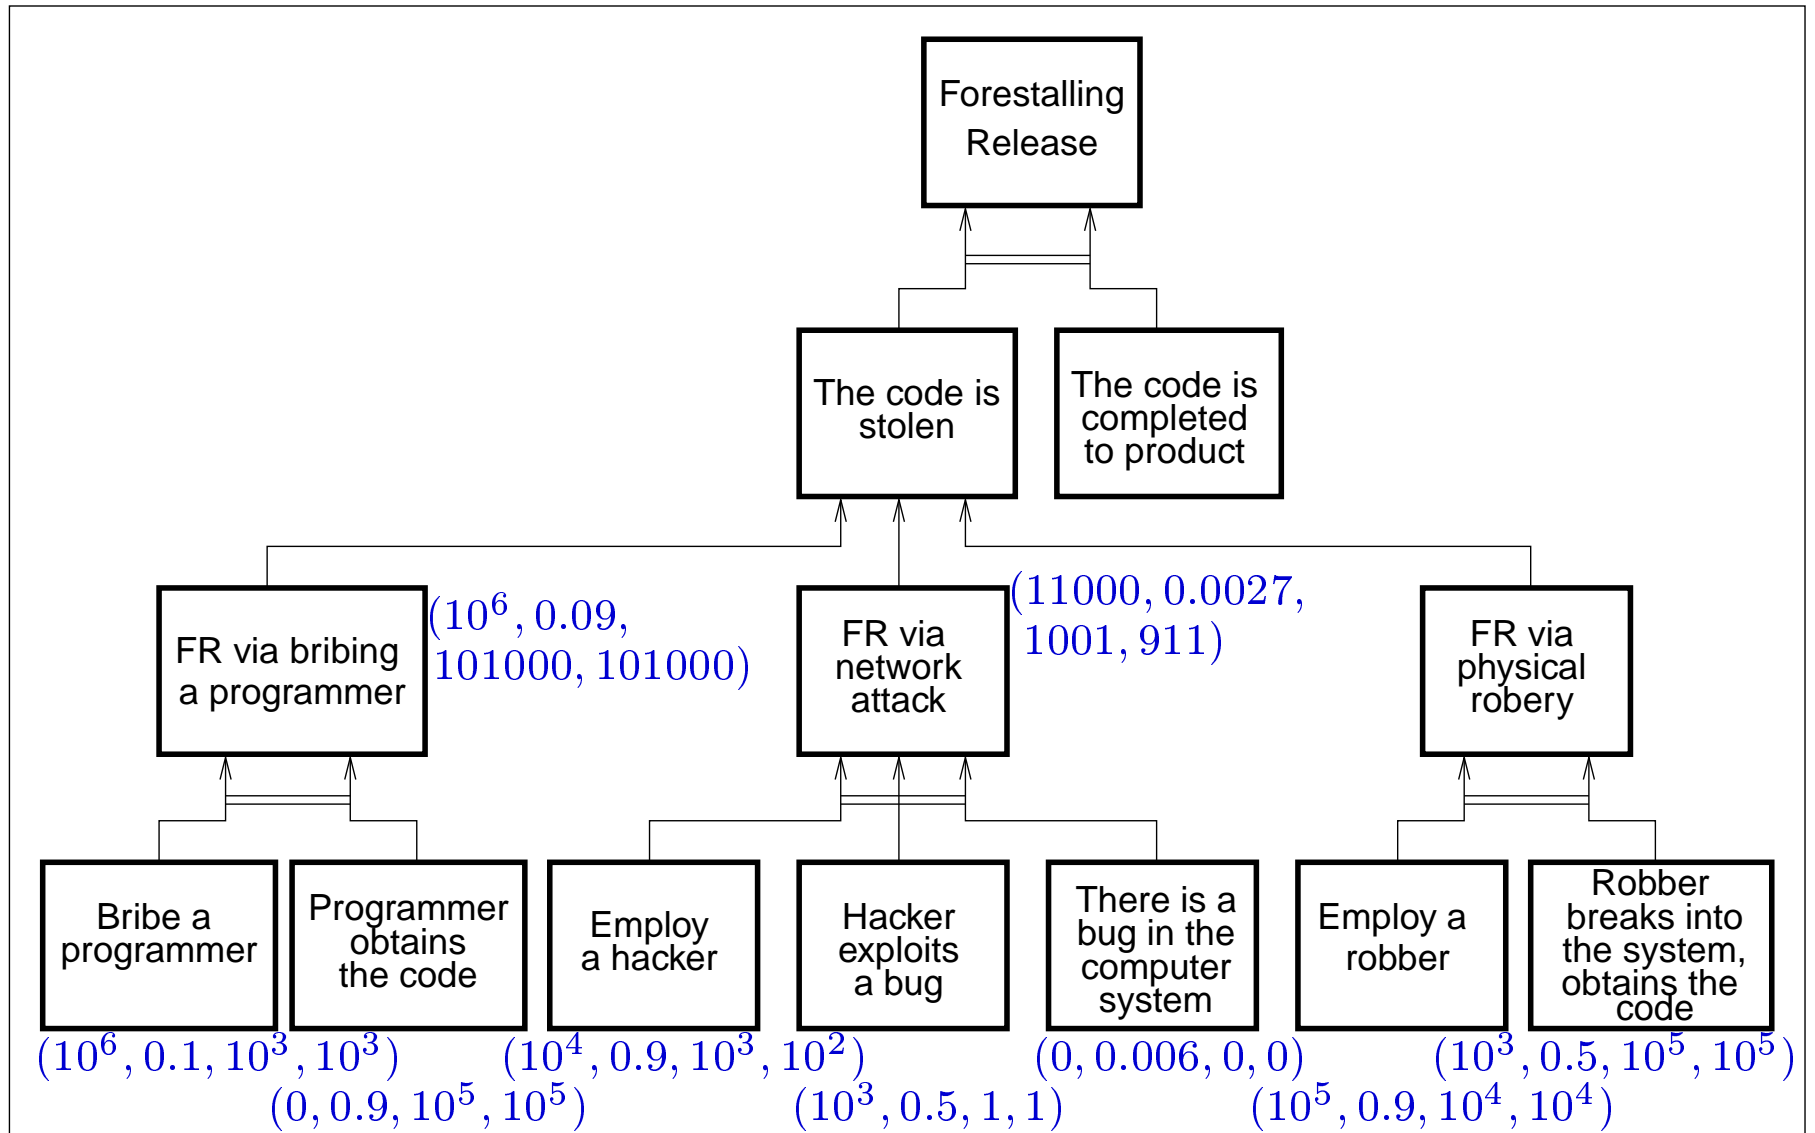 Forestalling
Release
The code is
stolen
The code is
completed
to product
FR via bribing
a programmer
(10⁶, 0.09,
101000, 101000)
FR via
network
attack
(11000, 0.0027,
1001, 911)
FR via
physical
robery
Bribe a
programmer
Programmer
obtains
the code
Employ
a hacker
Hacker
exploits
a bug
There is a
bug in the
computer
system
Employ a
robber
Robber
breaks into
the system,
obtains the
code
(10⁶, 0.1, 10³, 10³)
(0, 0.9, 10⁵, 10⁵)
(10⁴, 0.9, 10³, 10²)
(10³, 0.5, 1, 1)
(0, 0.006, 0, 0)
(10⁵, 0.9, 10⁴, 10⁴)
(10³, 0.5, 10⁵, 10⁵)